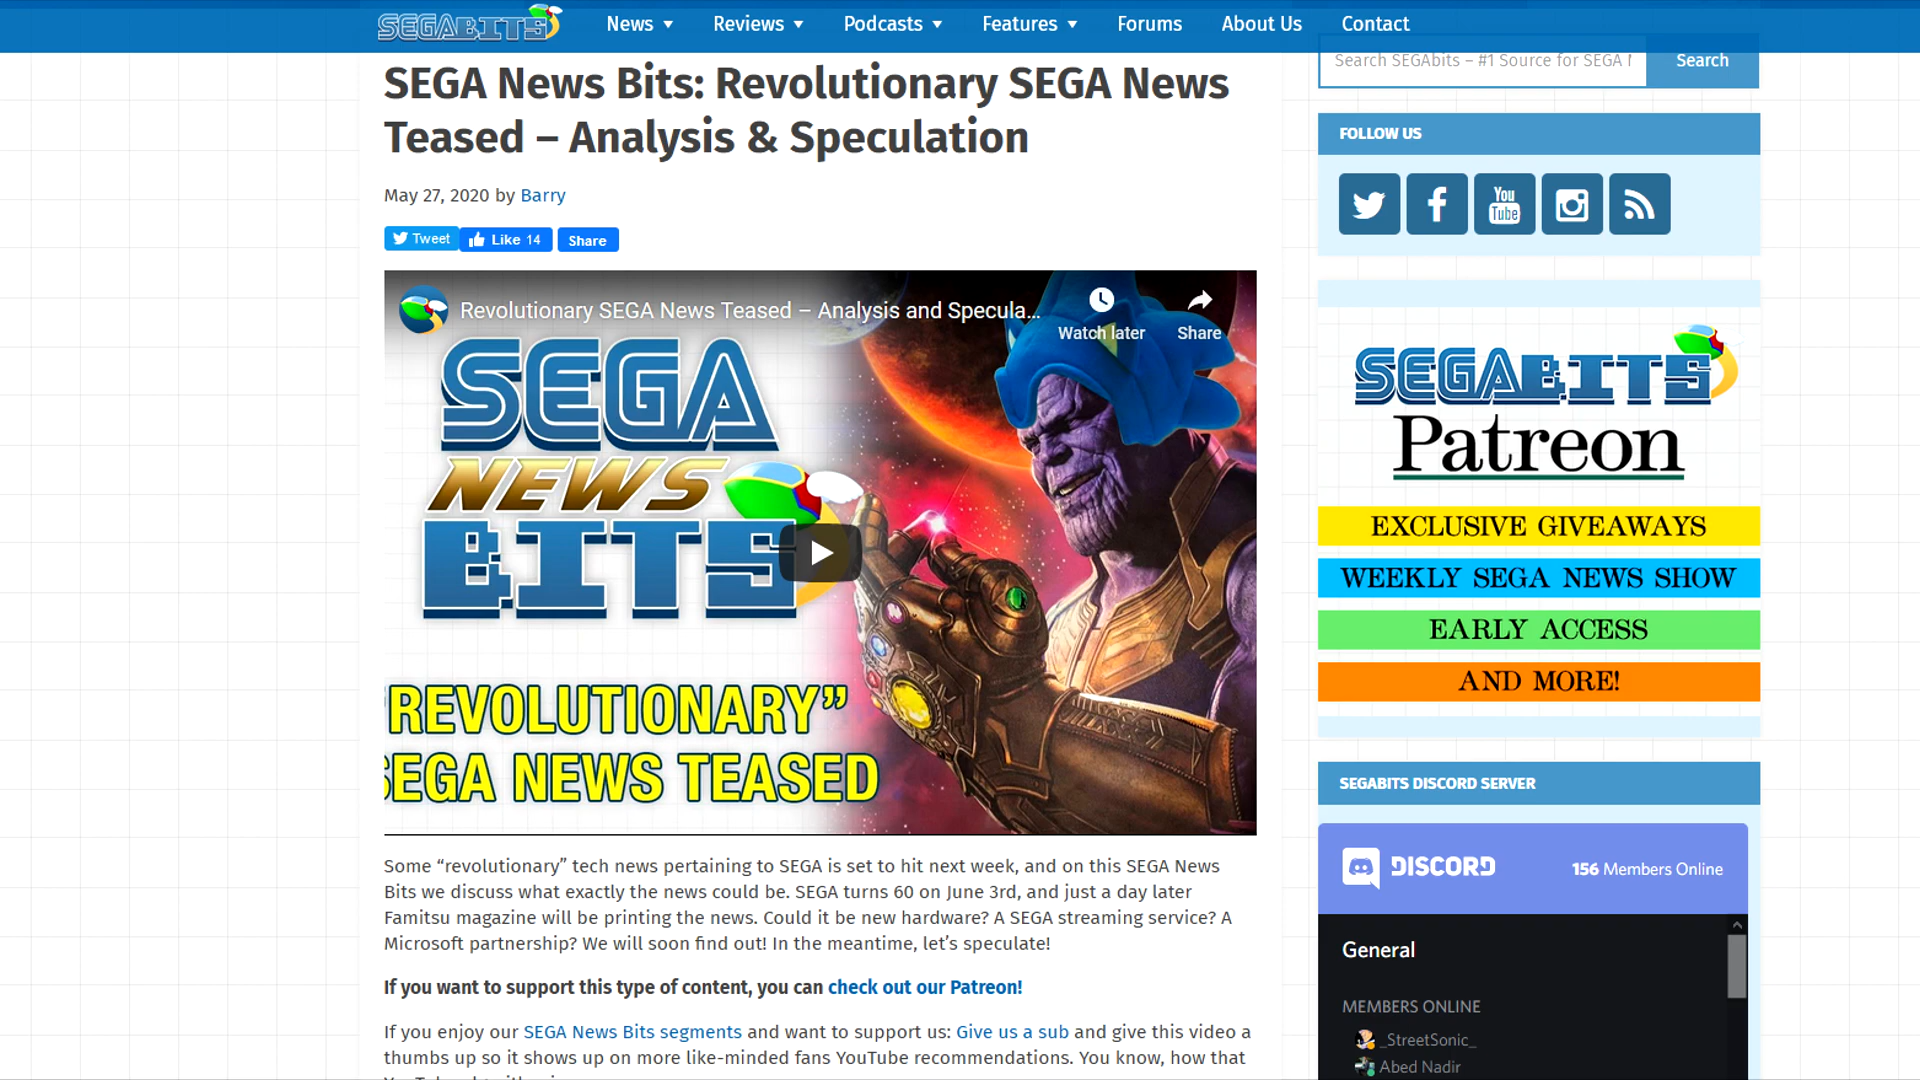 SEGABITS
News
Reviews
Podcasts
Features
Forums
About Us
Contact
Search SEGAbits – #1 Source for SEGA
Search
SEGA News Bits: Revolutionary SEGA News
Teased – Analysis & Speculation
May 27, 2020 by Barry
Tweet
Like 14
Share
Revolutionary SEGA News Teased – Analysis and Specula...
Watch later
Share
SEGA
NEWS
BITS
"REVOLUTIONARY"
SEGA NEWS TEASED
Some “revolutionary” tech news pertaining to SEGA is set to hit next week, and on this SEGA News
Bits we discuss what exactly the news could be. SEGA turns 60 on June 3rd, and just a day later
Famitsu magazine will be printing the news. Could it be new hardware? A SEGA streaming service? A
Microsoft partnership? We will soon find out! In the meantime, let’s speculate!
If you want to support this type of content, you can check out our Patreon!
If you enjoy our SEGA News Bits segments and want to support us: Give us a sub and give this video a
thumbs up so it shows up on more like-minded fans YouTube recommendations. You know, how that
FOLLOW US
You
Tube
SEGABITS
Patreon
EXCLUSIVE GIVEAWAYS
WEEKLY SEGA NEWS SHOW
EARLY ACCESS
AND MORE!
SEGABITS DISCORD SERVER
DISCORD
156 Members Online
General
MEMBERS ONLINE
_StreetSonic_
Abed Nadir